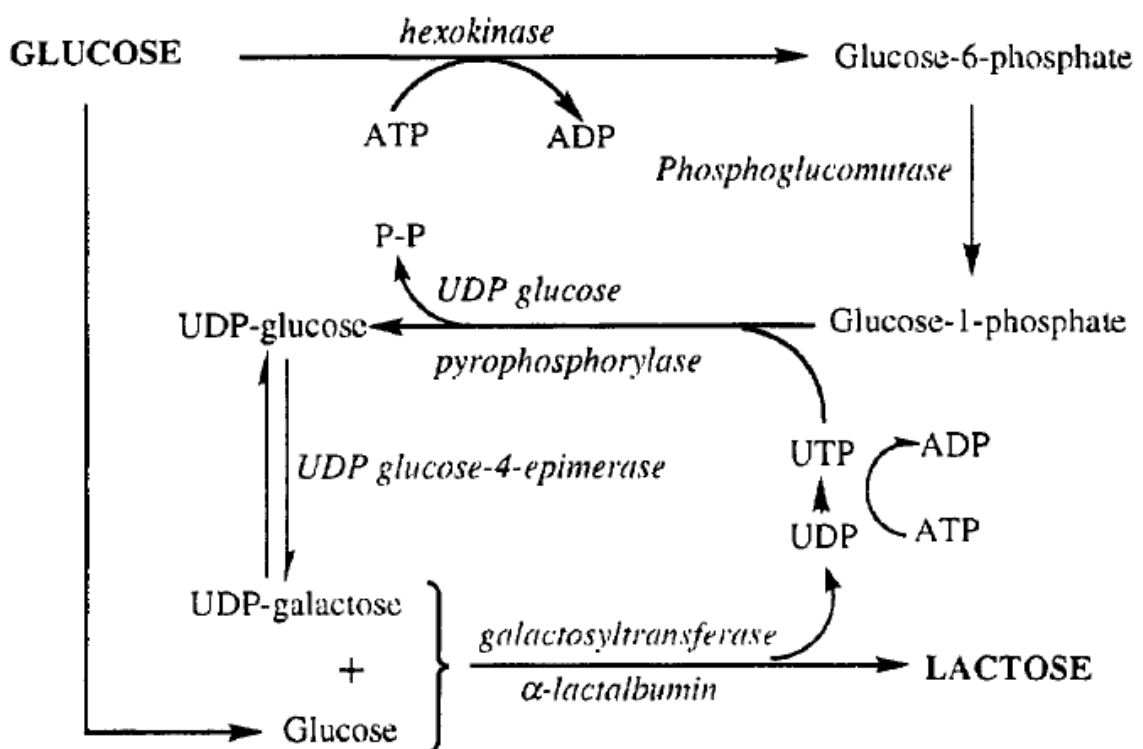 hexokinase
GLUCOSE
Glucose-6-phosphate
ATP
ADP
Phosphoglucomutase
P-P
UDP glucose
UDP-glucose
Glucose-1-phosphate
pyrophosphorylase
UTP
ADP
UDP glucose-4-epimerase
UDP
ATP
UDP-galactose
galactosyltransferase
+
LACTOSE
α-lactalbumin
Glucose